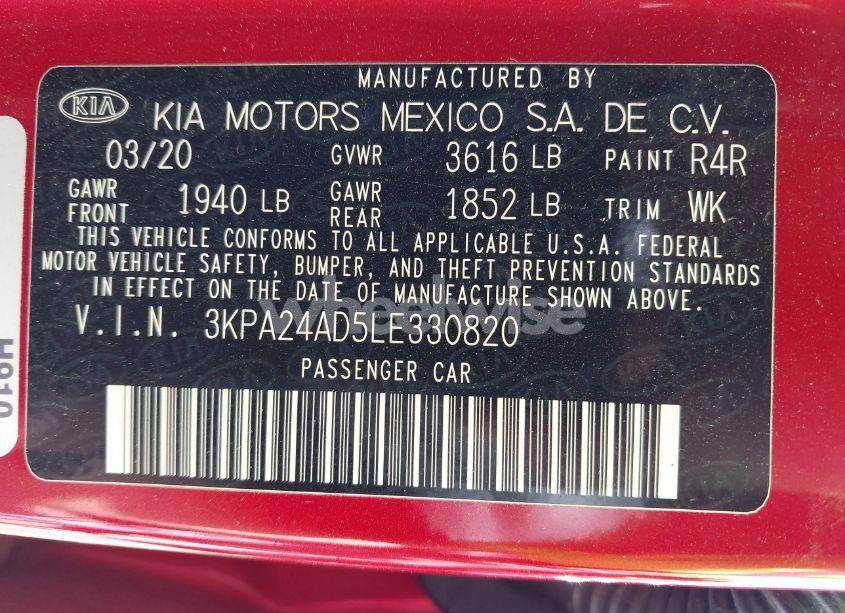 MANUFACTURED BY
KIA KIA MOTORS MEXICO S.A. DE C.V.
03/20 GVWR 3616 LB PAINT R4R
GAWR FRONT 1940 LB GAWR REAR 1852 LB TRIM WK
THIS VEHICLE CONFORMS TO ALL APPLICABLE U.S.A. FEDERAL
MOTOR VEHICLE SAFETY, BUMPER, AND THEFT PREVENTION STANDARDS
IN EFFECT ON THE DATE OF MANUFACTURE SHOWN ABOVE.
wheelwise
V.I.N. 3KPA24AD5LE330820
PASSENGER CAR